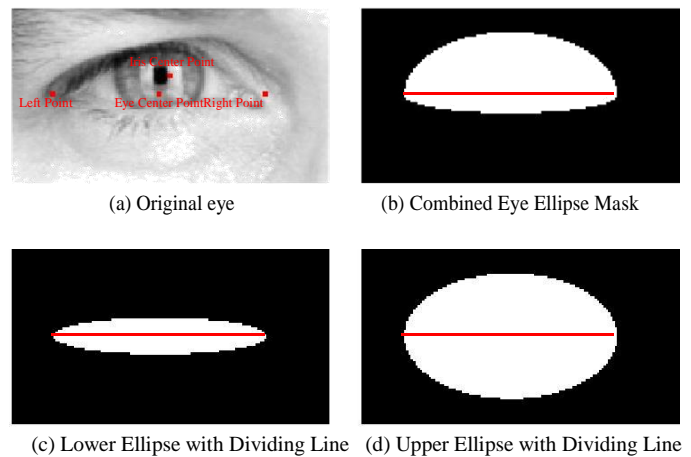 Iris Center Point
Left Point
Eye Center Point
Right Point
(a) Original eye
(b) Combined Eye Ellipse Mask
(c) Lower Ellipse with Dividing Line
(d) Upper Ellipse with Dividing Line